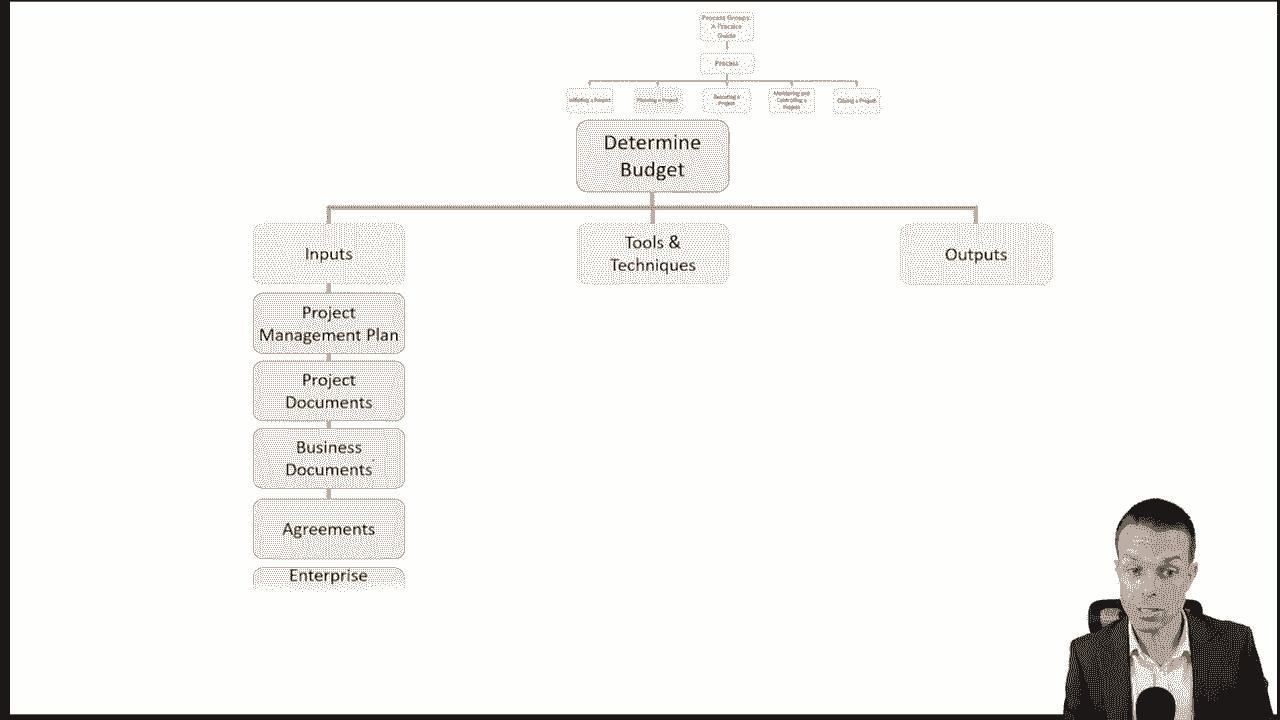 Process Groups:
A Practice
Guide
Process
Initiating a Project
Planning a Project
Executing a
Project
Monitoring and
Controlling a
Project
Closing a Project
Determine
Budget
Inputs
Tools &
Techniques
Outputs
Project
Management Plan
Project
Documents
Business
Documents
Agreements
Enterprise